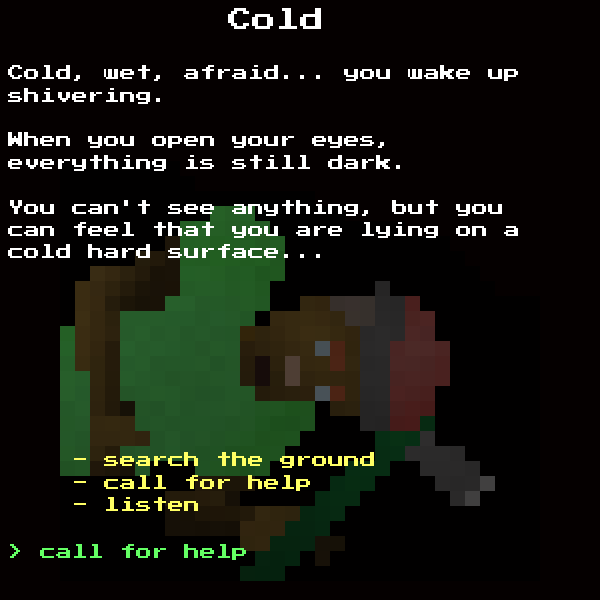 Cold
Cold, wet, afraid... you wake up
shivering.
When you open your eyes,
everything is still dark.
You can't see anything, but you
can feel that you are lying on a
cold hard surface...
- search the ground
- call for help
- listen
> call for help